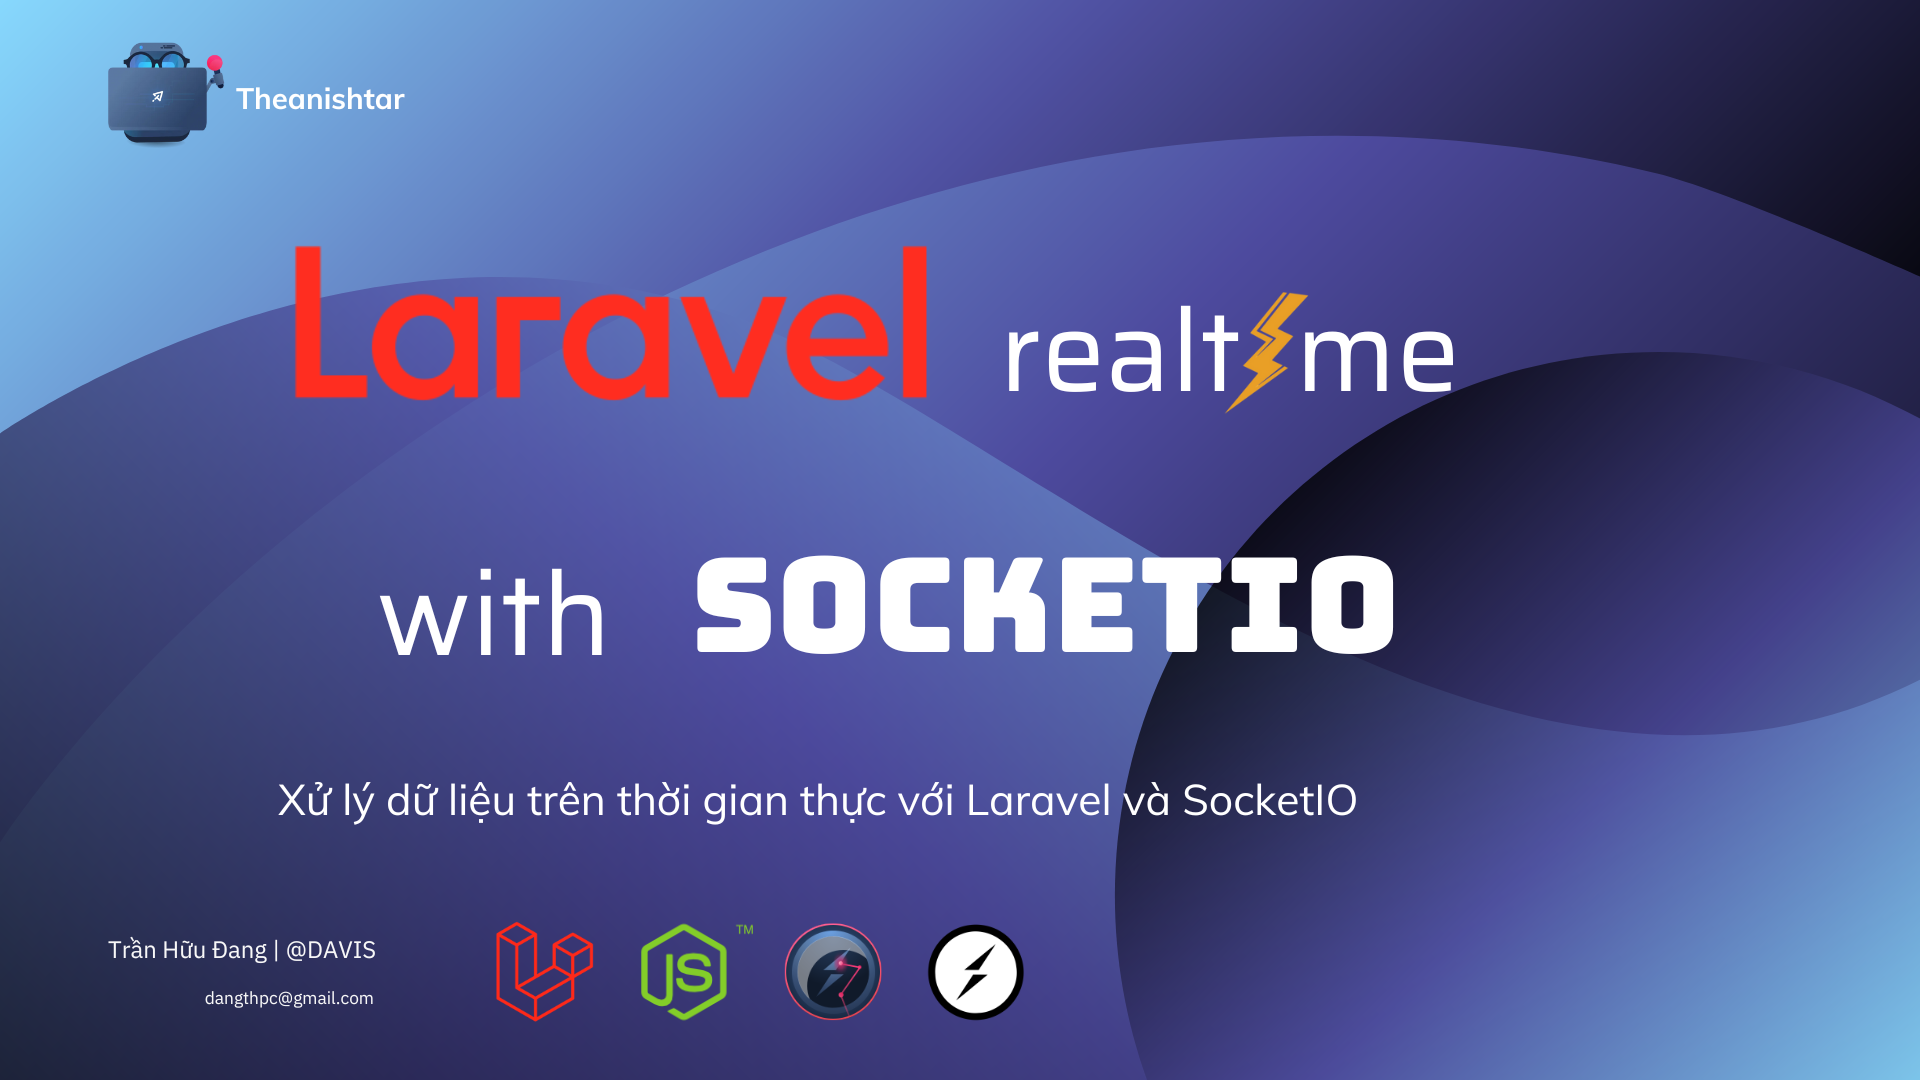 Theanishtar
Laravel realtime
with SOCKETIO
Xử lý dữ liệu trên thời gian thực với Laravel và SocketIO
Trần Hữu Đang | @DAVIS
dangthpc@gmail.com
JS TM